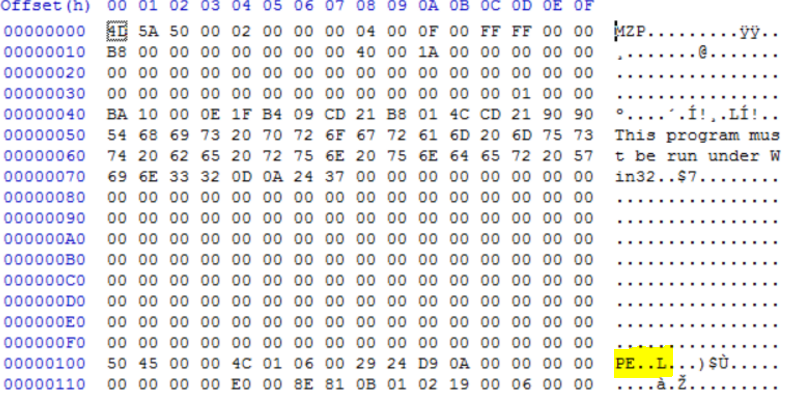 Offset(h) 00 01 02 03 04 05 06 07 08 09 0A 0B 0C 0D 0E 0F
00000000 4D 5A 50 00 02 00 00 00 04 00 0F 00 FF FF 00 00 MZP.........ÿÿ..
00000010 B8 00 00 00 00 00 00 00 40 00 1A 00 00 00 00 00 ¸.......@.......
00000020 00 00 00 00 00 00 00 00 00 00 00 00 00 00 00 00 ................
00000030 00 00 00 00 00 00 00 00 00 00 00 00 00 01 00 00 ................
00000040 BA 10 00 0E 1F B4 09 CD 21 B8 01 4C CD 21 90 90 º....´.Í!¸.LÍ!..
00000050 54 68 69 73 20 70 72 6F 67 72 61 6D 20 6D 75 73 This program mus
00000060 74 20 62 65 20 72 75 6E 20 75 6E 64 65 72 20 57 t be run under W
00000070 69 6E 33 32 0D 0A 24 37 00 00 00 00 00 00 00 00 in32..$7........
00000080 00 00 00 00 00 00 00 00 00 00 00 00 00 00 00 00 ................
00000090 00 00 00 00 00 00 00 00 00 00 00 00 00 00 00 00 ................
000000A0 00 00 00 00 00 00 00 00 00 00 00 00 00 00 00 00 ................
000000B0 00 00 00 00 00 00 00 00 00 00 00 00 00 00 00 00 ................
000000C0 00 00 00 00 00 00 00 00 00 00 00 00 00 00 00 00 ................
000000D0 00 00 00 00 00 00 00 00 00 00 00 00 00 00 00 00 ................
000000E0 00 00 00 00 00 00 00 00 00 00 00 00 00 00 00 00 ................
000000F0 00 00 00 00 00 00 00 00 00 00 00 00 00 00 00 00 ................
00000100 50 45 00 00 4C 01 06 00 29 24 D9 0A 00 00 00 00 PE..L...)$Ù.....
00000110 00 00 00 00 E0 00 8E 81 0B 01 02 19 00 06 00 00 ....à.Ž.........